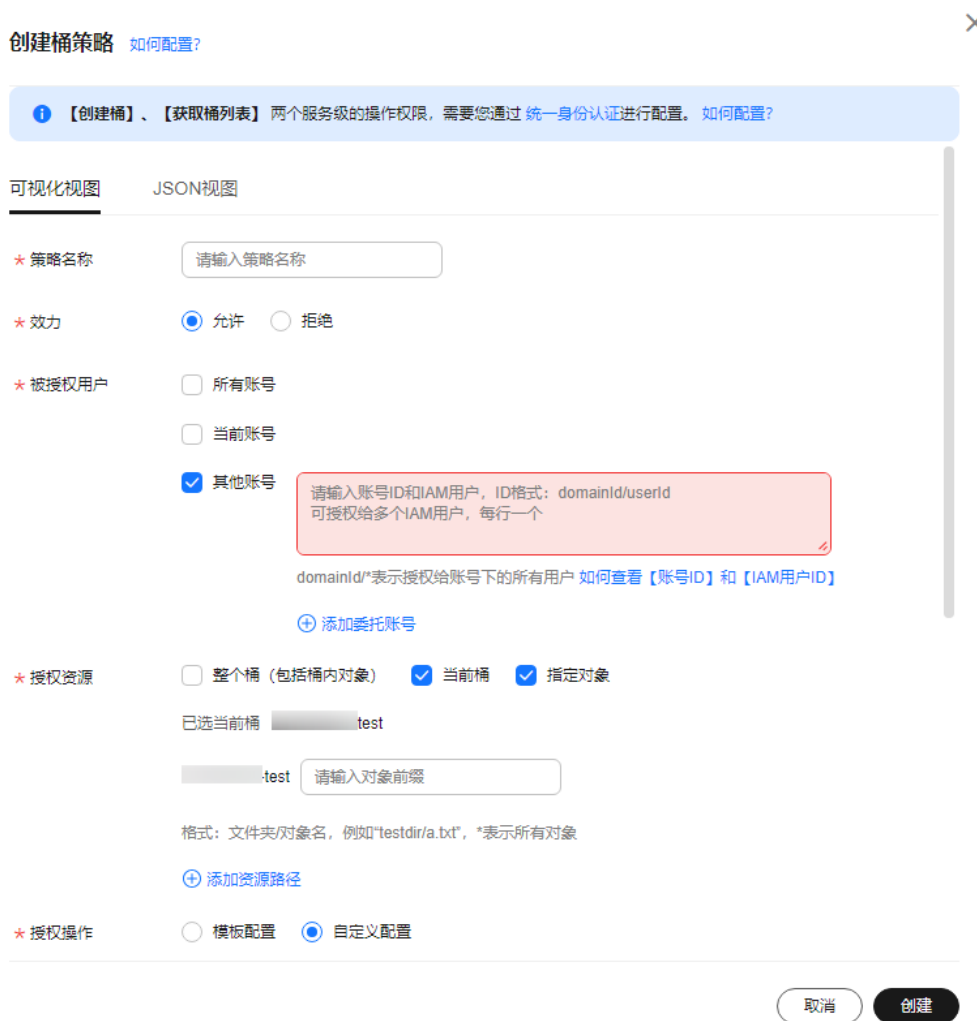 创建桶策略 如何配置?
【创建桶】、【获取桶列表】 两个服务级的操作权限，需要您通过 统一身份认证进行配置。 如何配置?
可视化视图 JSON视图
* 策略名称 请输入策略名称
* 效力 允许 拒绝
* 被授权用户 所有账号
当前账号
其他账号 请输入账号ID和IAM用户，ID格式：domainId/userId
可授权给多个IAM用户，每行一个
domainId/*表示授权给账号下的所有用户 如何查看【账号ID】和【IAM用户ID】
添加委托账号
* 授权资源 整个桶（包括桶内对象） 当前桶 指定对象
已选当前桶 test
-test 请输入对象前缀
格式：文件夹/对象名，例如“testdir/a.txt”，*表示所有对象
添加资源路径
* 授权操作 模板配置 自定义配置
取消 创建